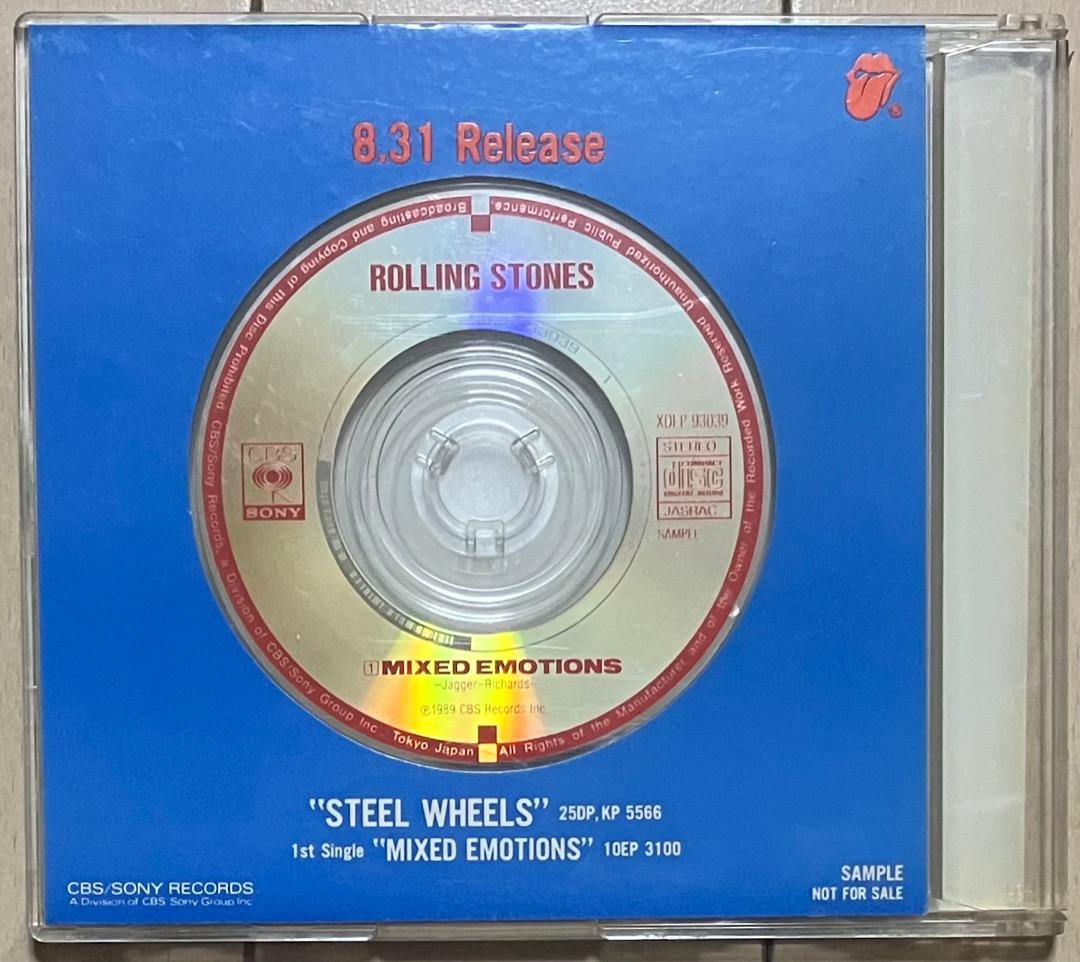 8.31 Release
Unauthorized Public Performance, Broadcasting and Copying of this Disc Prohibited. CBS/Sony Records, a Division of CBS/Sony Group Inc. Tokyo Japan
All Rights of the Manufacturer and of the Owner of the Recorded Work Reserved
ROLLING STONES
XDEP 93039
STEREO
COMPACT
disc
DIGITAL AUDIO
JASRAC
SAMPLE
CBS
SONY
1 MIXED EMOTIONS
-Jagger-Richards-
℗1989 CBS Records Inc.
"STEEL WHEELS" 25DP, KP 5566
1st Single "MIXED EMOTIONS" 10EP 3100
CBS/SONY RECORDS
A Division of CBS Sony Group Inc
SAMPLE
NOT FOR SALE